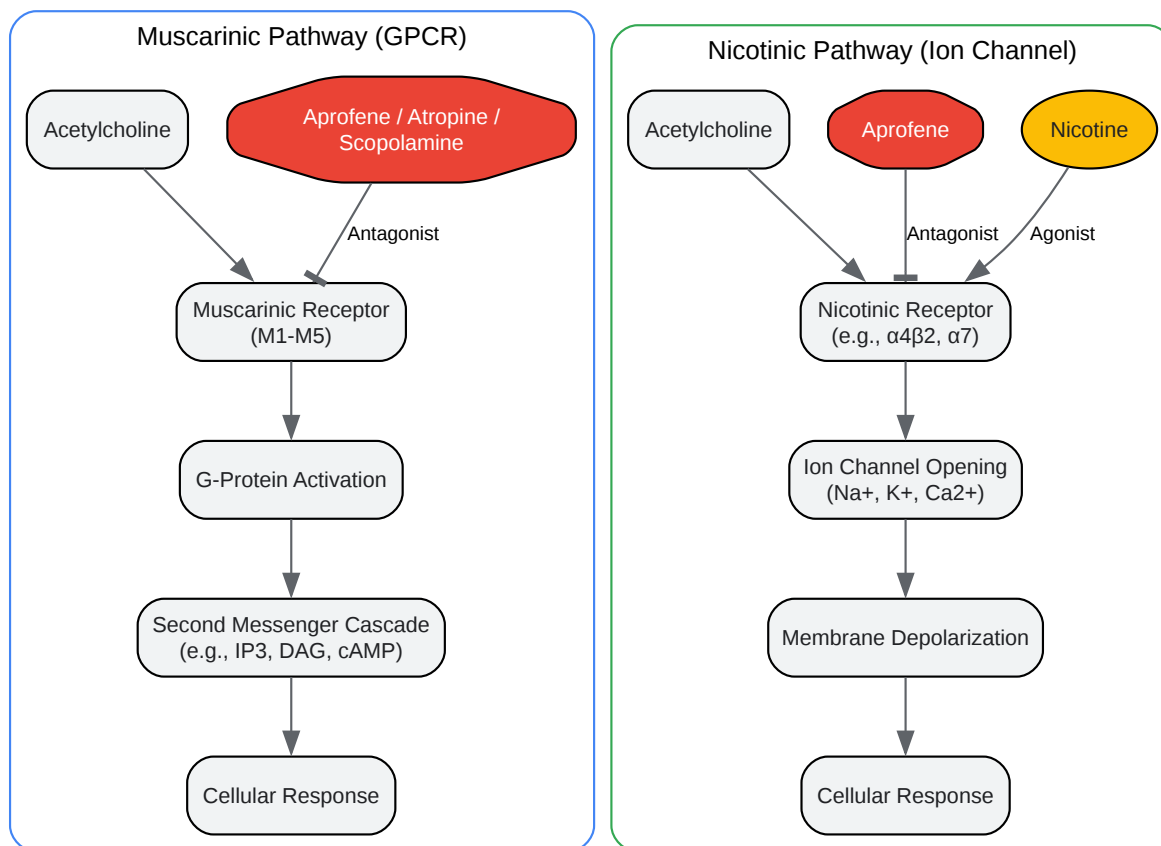 Muscarinic Pathway (GPCR)
Acetylcholine
Aprofene / Atropine /
Scopolamine
Antagonist
Muscarinic Receptor
(M1-M5)
G-Protein Activation
Second Messenger Cascade
(e.g., IP3, DAG, cAMP)
Cellular Response
Nicotinic Pathway (Ion Channel)
Acetylcholine
Aprofene
Nicotine
Antagonist
Agonist
Nicotinic Receptor
(e.g., α4β2, α7)
Ion Channel Opening
(Na+, K+, Ca2+)
Membrane Depolarization
Cellular Response